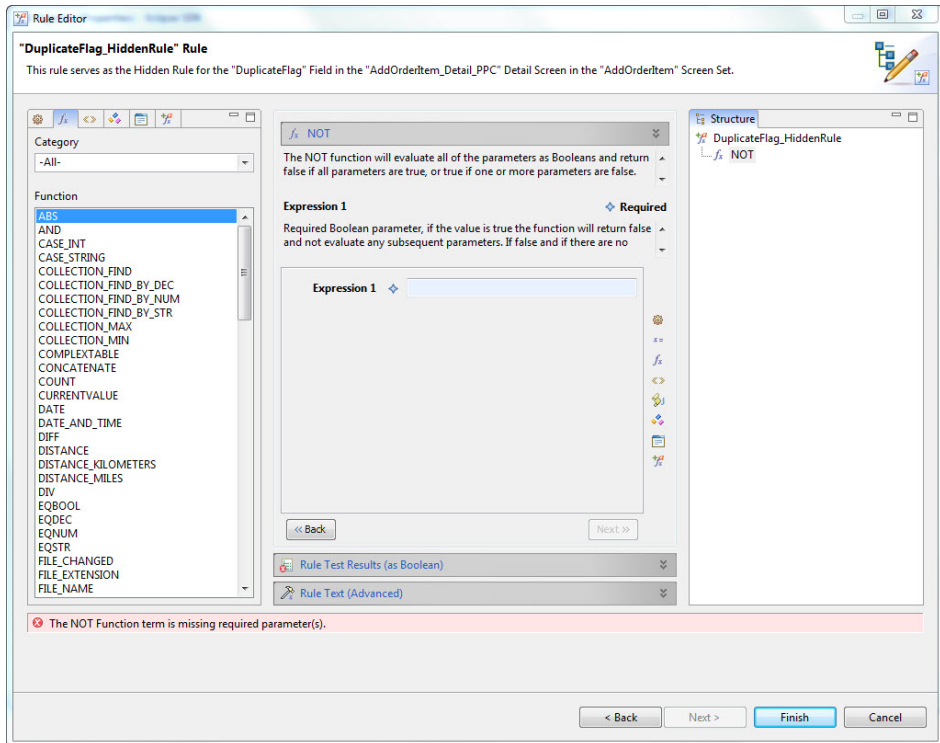 Rule Editor
"DuplicateFlag_HiddenRule" Rule
This rule serves as the Hidden Rule for the "DuplicateFlag" Field in the "AddOrderItem_Detail_PPC" Detail Screen in the "AddOrderItem" Screen Set.
Category
-All-
Function
ABS
AND
CASE_INT
CASE_STRING
COLLECTION_FIND
COLLECTION_FIND_BY_DEC
COLLECTION_FIND_BY_NUM
COLLECTION_FIND_BY_STR
COLLECTION_MAX
COLLECTION_MIN
COMPLEXTABLE
CONCATENATE
COUNT
CURRENTVALUE
DATE
DATE_AND_TIME
DIFF
DISTANCE
DISTANCE_KILOMETERS
DISTANCE_MILES
DIV
EQBOOL
EQDEC
EQNUM
EQSTR
FILE_CHANGED
FILE_EXTENSION
FILE_NAME
fx NOT
The NOT function will evaluate all of the parameters as Booleans and return
false if all parameters are true, or true if one or more parameters are false.
Expression 1 Required
Required Boolean parameter, if the value is true the function will return false
and not evaluate any subsequent parameters. If false and if there are no
Expression 1
<< Back Next >>
Rule Test Results (as Boolean)
Rule Text (Advanced)
Structure
DuplicateFlag_HiddenRule
fx NOT
The NOT Function term is missing required parameter(s).
< Back Next > Finish Cancel